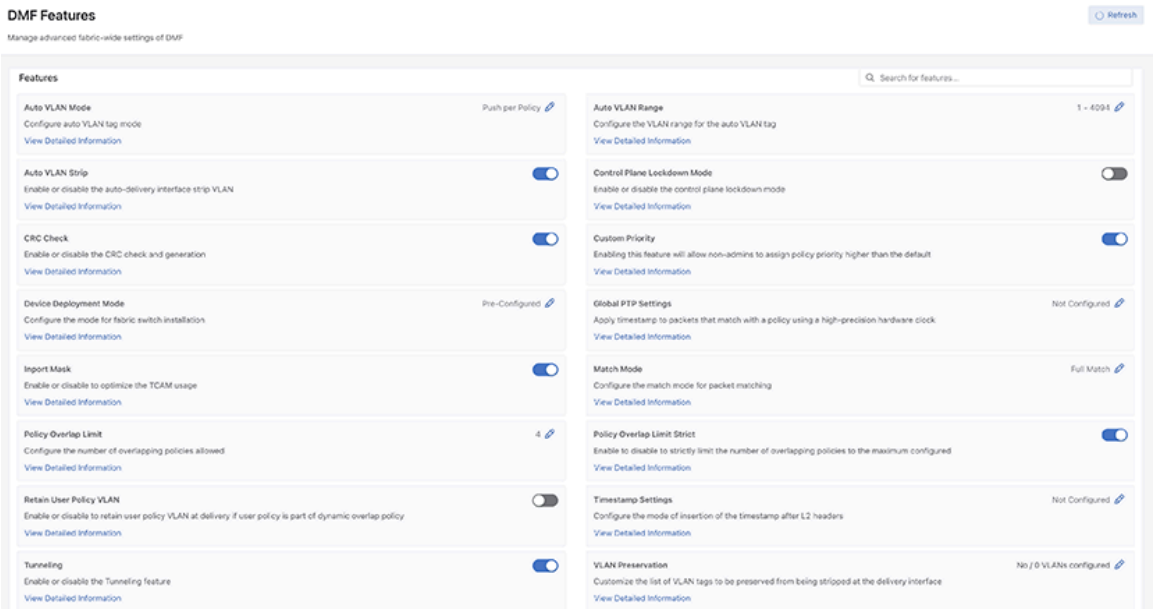 DMF Features
Refresh
Manage advanced fabric-wide settings of DMF
Features
Search for features...
Auto VLAN Mode
Push per Policy
Configure auto VLAN tag mode
View Detailed Information
Auto VLAN Range
1 - 4094
Configure the VLAN range for the auto VLAN tag
View Detailed Information
Auto VLAN Strip
Enable or disable the auto-delivery interface strip VLAN
View Detailed Information
Control Plane Lockdown Mode
Enable or disable the control plane lockdown mode
View Detailed Information
CRC Check
Enable or disable the CRC check and generation
View Detailed Information
Custom Priority
Enabling this feature will allow non-admins to assign policy priority higher than the default
View Detailed Information
Device Deployment Mode
Pre-Configured
Configure the mode for fabric switch installation
View Detailed Information
Global PTP Settings
Not Configured
Apply timestamp to packets that match with a policy using a high-precision hardware clock
View Detailed Information
Inport Mask
Enable or disable to optimize the TCAM usage
View Detailed Information
Match Mode
Full Match
Configure the match mode for packet matching
View Detailed Information
Policy Overlap Limit
4
Configure the number of overlapping policies allowed
View Detailed Information
Policy Overlap Limit Strict
Enable to disable to strictly limit the number of overlapping policies to the maximum configured
View Detailed Information
Retain User Policy VLAN
Enable or disable to retain user policy VLAN at delivery if user policy is part of dynamic overlap policy
View Detailed Information
Timestamp Settings
Not Configured
Configure the mode of insertion of the timestamp after L2 headers
View Detailed Information
Tunneling
Enable or disable the Tunneling feature
View Detailed Information
VLAN Preservation
No / 0 VLANs configured
Customize the list of VLAN tags to be preserved from being stripped at the delivery interface
View Detailed Information